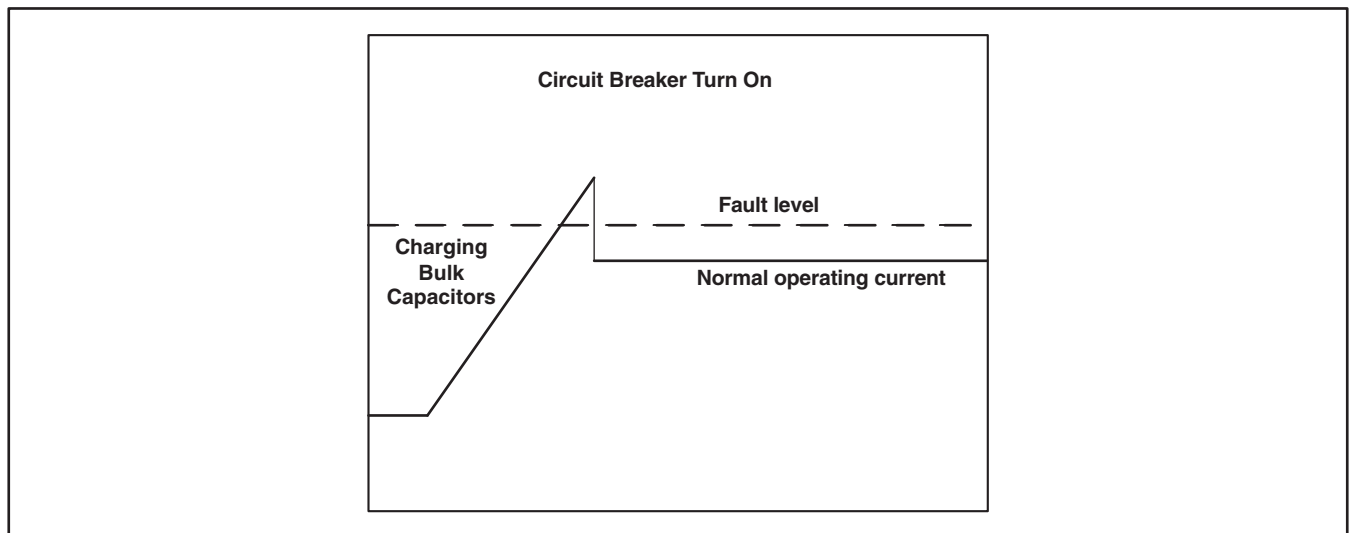 Circuit Breaker Turn On
Fault level
Charging
Bulk
Capacitors
Normal operating current